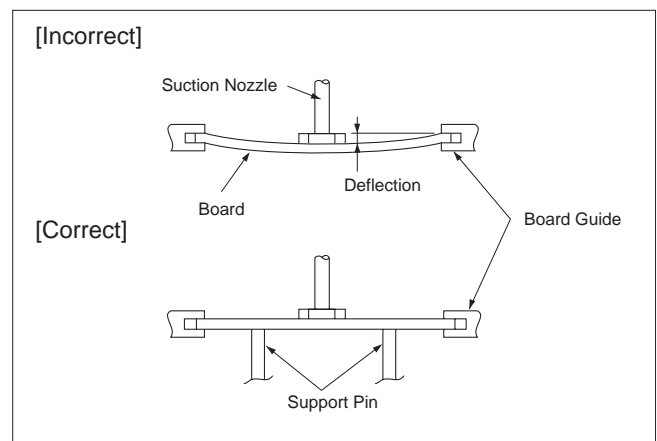 [Incorrect]
Suction Nozzle
Deflection
Board
Board Guide
[Correct]
Support Pin